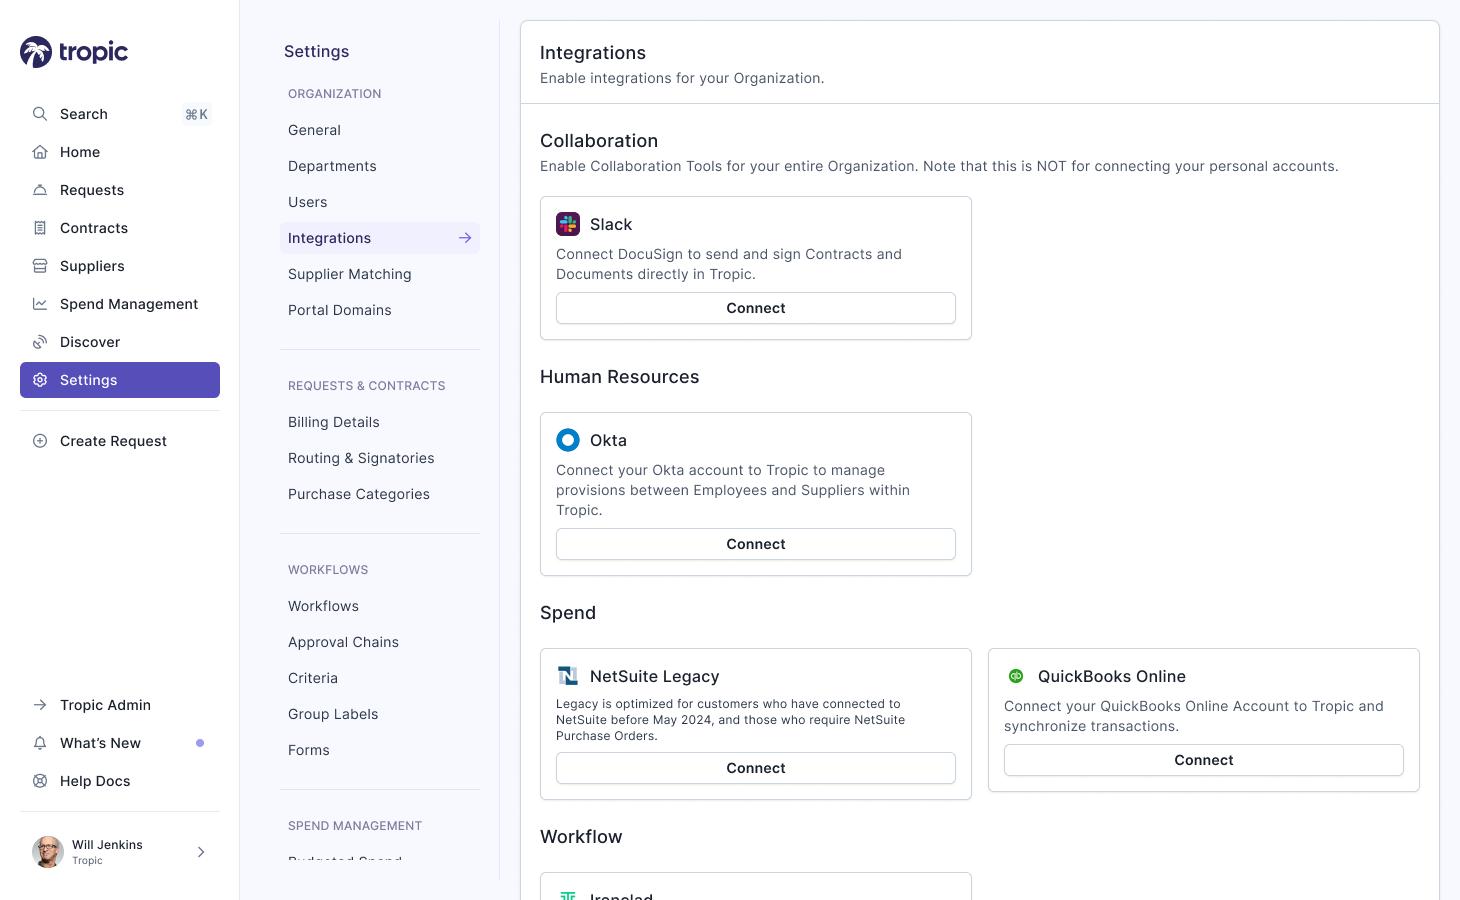 tropic
Search ⌘K
Home
Requests
Contracts
Suppliers
Spend Management
Discover
Settings
Create Request
Tropic Admin
What’s New
Help Docs
Will Jenkins
Tropic
Settings
ORGANIZATION
General
Departments
Users
Integrations
Supplier Matching
Portal Domains
REQUESTS & CONTRACTS
Billing Details
Routing & Signatories
Purchase Categories
WORKFLOWS
Workflows
Approval Chains
Criteria
Group Labels
Forms
SPEND MANAGEMENT
Budgeted Spend
Integrations
Enable integrations for your Organization.
Collaboration
Enable Collaboration Tools for your entire Organization. Note that this is NOT for connecting your personal accounts.
Slack
Connect DocuSign to send and sign Contracts and
Documents directly in Tropic.
Connect
Human Resources
Okta
Connect your Okta account to Tropic to manage
provisions between Employees and Suppliers within
Tropic.
Connect
Spend
NetSuite Legacy
Legacy is optimized for customers who have connected to
NetSuite before May 2024, and those who require NetSuite
Purchase Orders.
Connect
QuickBooks Online
Connect your QuickBooks Online Account to Tropic and
synchronize transactions.
Connect
Workflow
Ironclad